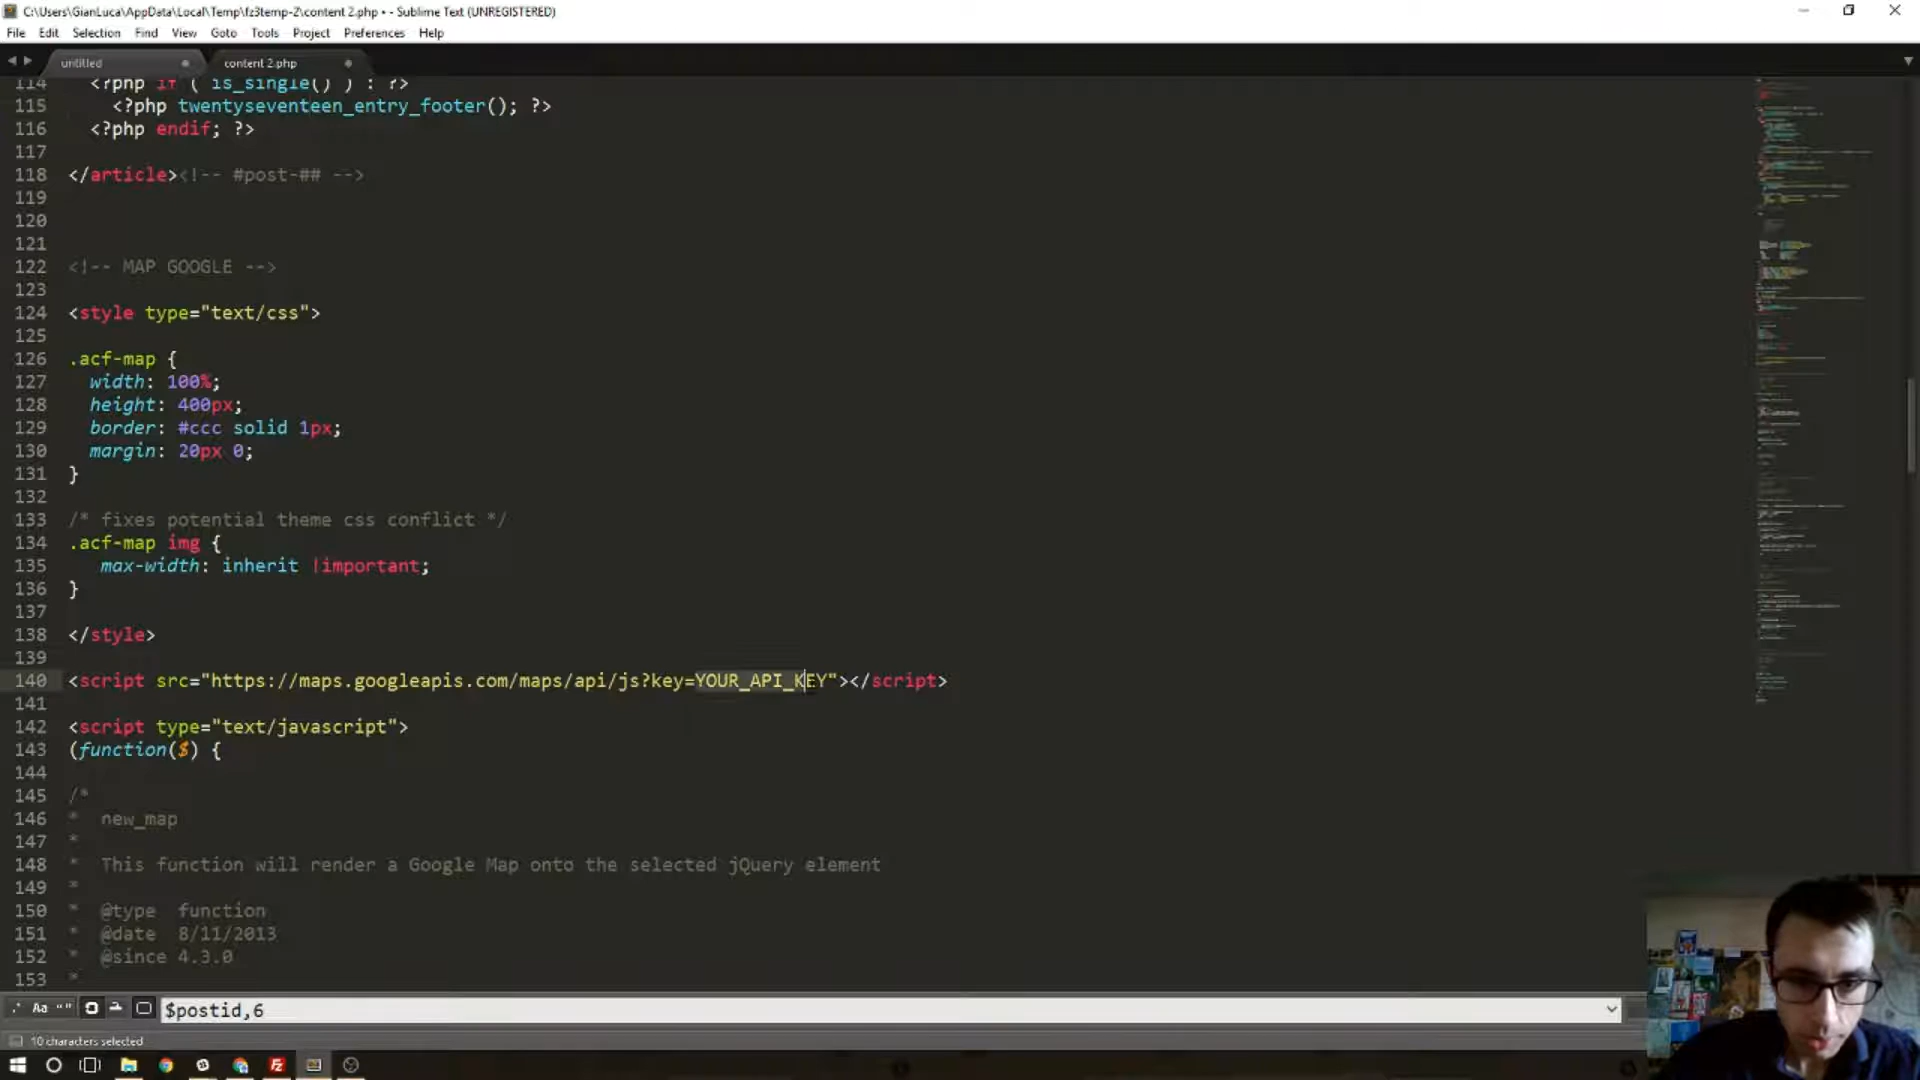 C:\Users\GianLuca\AppData\Local\Temp\fz3temp-2\content 2.php • - Sublime Text (UNREGISTERED)
File Edit Selection Find View Goto Tools Project Preferences Help
untitled content 2.php
114 <?php if ( is_single() ) : ?>
115 <?php twentyseventeen_entry_footer(); ?>
116 <?php endif; ?>
117
118 </article><!-- #post-## -->
119
120
121
122 <!-- MAP GOOGLE -->
123
124 <style type="text/css">
125
126 .acf-map {
127 width: 100%;
128 height: 400px;
129 border: #ccc solid 1px;
130 margin: 20px 0;
131 }
132
133 /* fixes potential theme css conflict */
134 .acf-map img {
135 max-width: inherit !important;
136 }
137
138 </style>
139
140 <script src="https://maps.googleapis.com/maps/api/js?key=YOUR_API_KEY"></script>
141
142 <script type="text/javascript">
143 (function($) {
144
145 /*
146 * new_map
147 *
148 * This function will render a Google Map onto the selected jQuery element
149 *
150 * @type function
151 * @date 8/11/2013
152 * @since 4.3.0
153 *
.* Aa "" $postid,6
10 characters selected